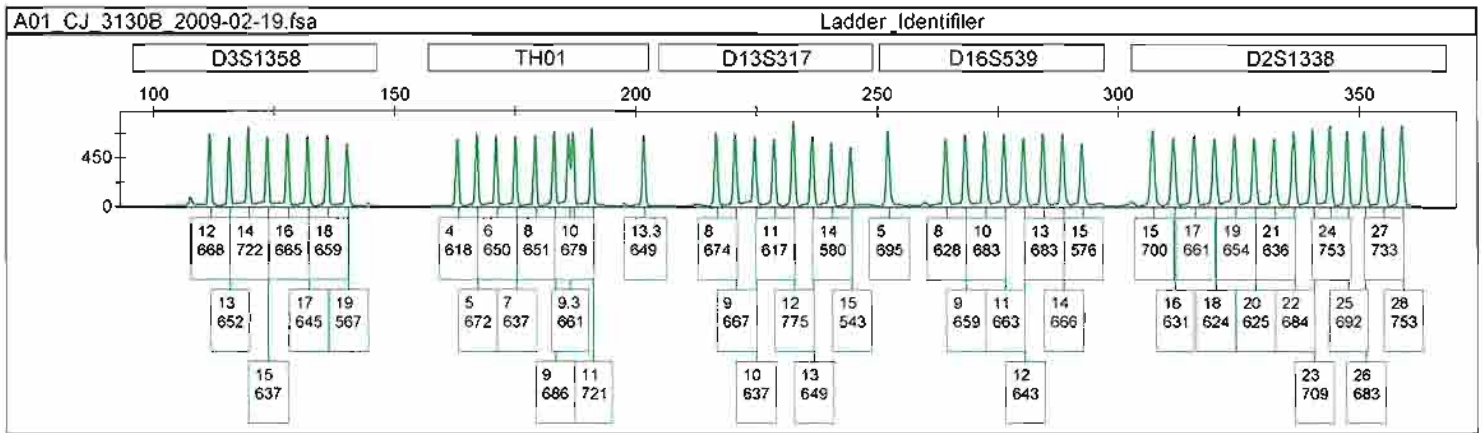 A01_CJ_3130B_2009-02-19.fsa Ladder_Identifiler
D3S1358 TH01 D13S317 D16S539 D2S1338
100 150 200 250 300 350
450
0
12 14 16 18 4 6 8 10 13.3 8 11 14 5 8 10 13 15 15 17 19 21 24 27
668 722 665 659 618 650 651 679 649 674 617 580 695 628 683 683 576 700 661 654 636 753 733
13 17 19 5 7 9.3 9 12 15 9 11 14 16 18 20 22 25 28
652 645 567 672 637 661 667 775 543 659 663 666 631 624 625 684 692 753
15 9 11 10 13 12 23 26
637 686 721 637 649 643 709 683